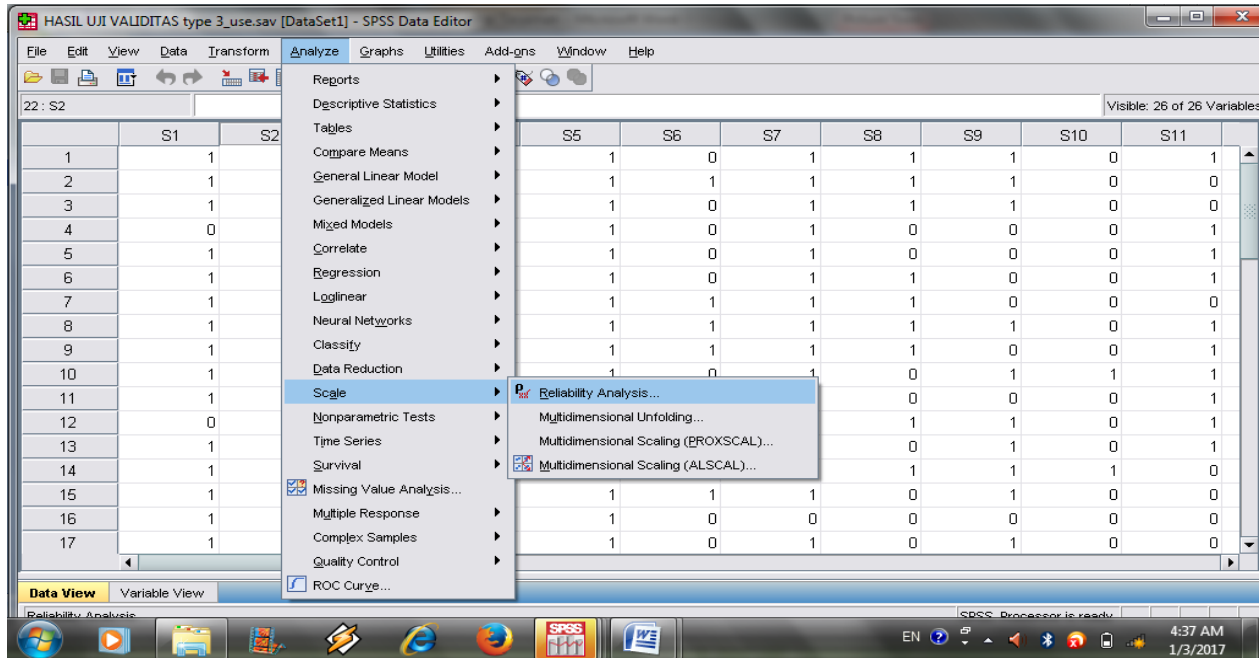 HASIL UJI VALIDITAS type 3_use.sav [DataSet1] - SPSS Data Editor
File Edit View Data Transform Analyze Graphs Utilities Add-ons Window Help
22 : S2
Visible: 26 of 26 Variables
S1 S2 S5 S6 S7 S8 S9 S10 S11
1 1 1 0 1 1 1 0 1
2 1 1 1 1 1 1 0 0
3 1 1 0 1 1 1 0 0
4 0 1 0 1 0 0 0 1
5 1 1 0 1 0 0 0 1
6 1 1 0 1 1 0 0 1
7 1 1 1 1 1 0 0 0
8 1 1 1 1 1 1 0 1
9 1 1 1 1 1 0 0 1
10 1 1 0 1 0 1 1 1
11 1 0 0 0 1
12 0 1 1 0 1
13 1 0 1 0 1
14 1 1 1 1 0
15 1 1 1 1 0 1 0 0
16 1 1 0 0 0 0 0 0
17 1 1 0 1 0 1 0 0
Reports
Descriptive Statistics
Tables
Compare Means
General Linear Model
Generalized Linear Models
Mixed Models
Correlate
Regression
Loglinear
Neural Networks
Classify
Data Reduction
Scale
Nonparametric Tests
Time Series
Survival
Missing Value Analysis...
Multiple Response
Complex Samples
Quality Control
ROC Curve...
Reliability Analysis...
Multidimensional Unfolding...
Multidimensional Scaling (PROXSCAL)...
Multidimensional Scaling (ALSCAL)...
Data View Variable View
Reliability Analysis
SPSS Processor is ready
SPSS
EN
4:37 AM
1/3/2017